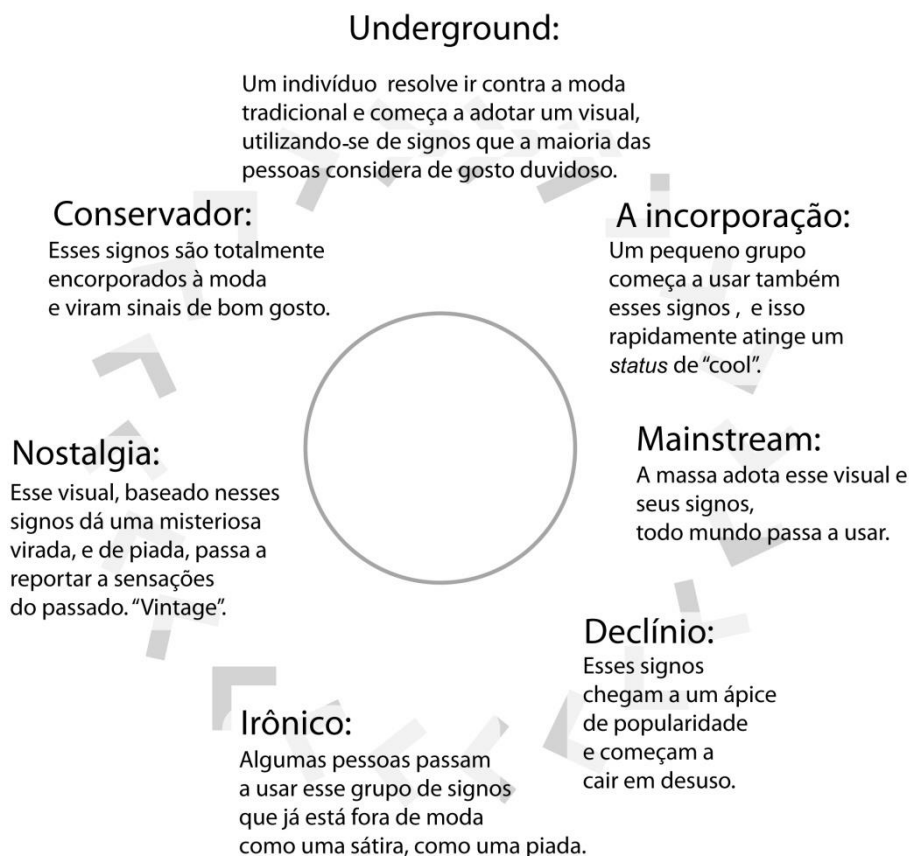 Underground:
Um indivíduo resolve ir contra a moda
tradicional e começa a adotar um visual,
utilizando-se de signos que a maioria das
pessoas considera de gosto duvidoso.
A incorporação:
Um pequeno grupo
começa a usar também
esses signos , e isso
rapidamente atinge um
status de “cool”.
Mainstream:
A massa adota esse visual e
seus signos,
todo mundo passa a usar.
Declínio:
Esses signos
chegam a um ápice
de popularidade
e começam a
cair em desuso.
Irônico:
Algumas pessoas passam
a usar esse grupo de signos
que já está fora de moda
como uma sátira, como uma piada.
Nostalgia:
Esse visual, baseado nesses
signos dá uma misteriosa
virada, e de piada, passa a
reportar a sensações
do passado. “Vintage”.
Conservador:
Esses signos são totalmente
encorporados à moda
e viram sinais de bom gosto.